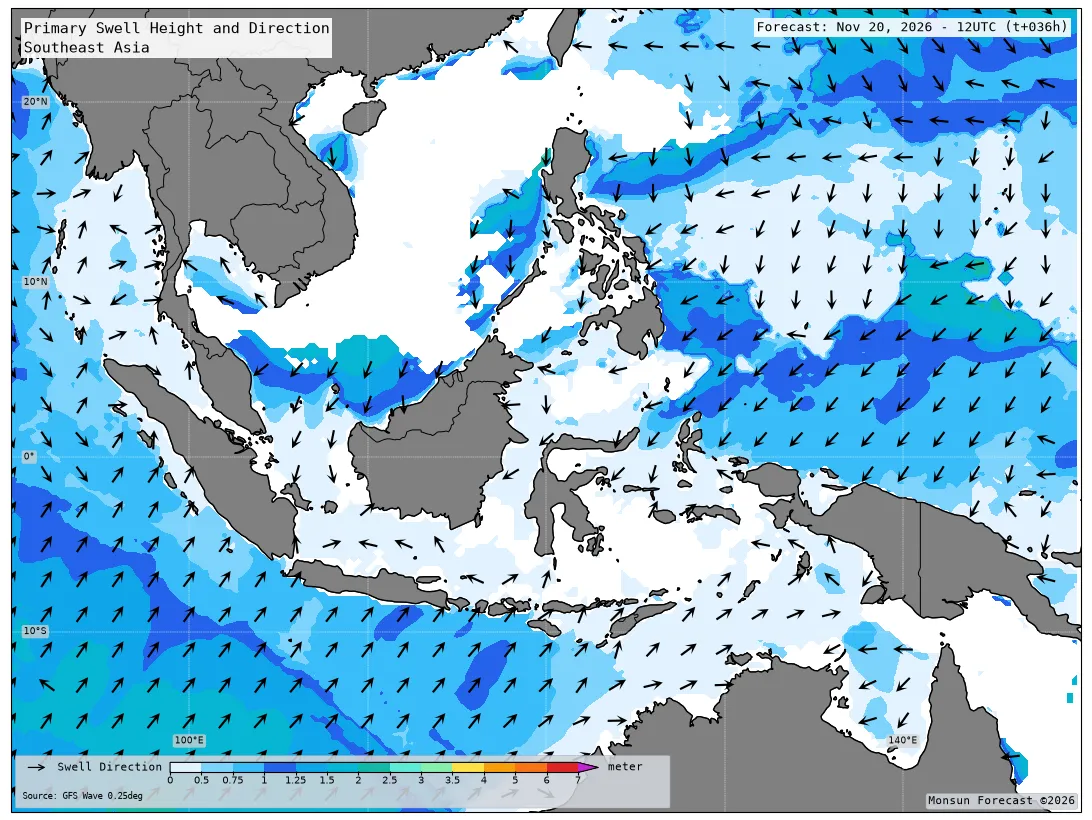 Primary Swell Height and Direction
Southeast Asia
Forecast: Nov 20, 2026 - 12UTC (t+036h)
20°N
10°N
0°
10°S
100°E
140°E
Swell Direction
0 0.5 0.75 1 1.25 1.5 2 2.5 3 3.5 4 5 6 7
meter
Source: GFS Wave 0.25deg
Monsun Forecast ©2026